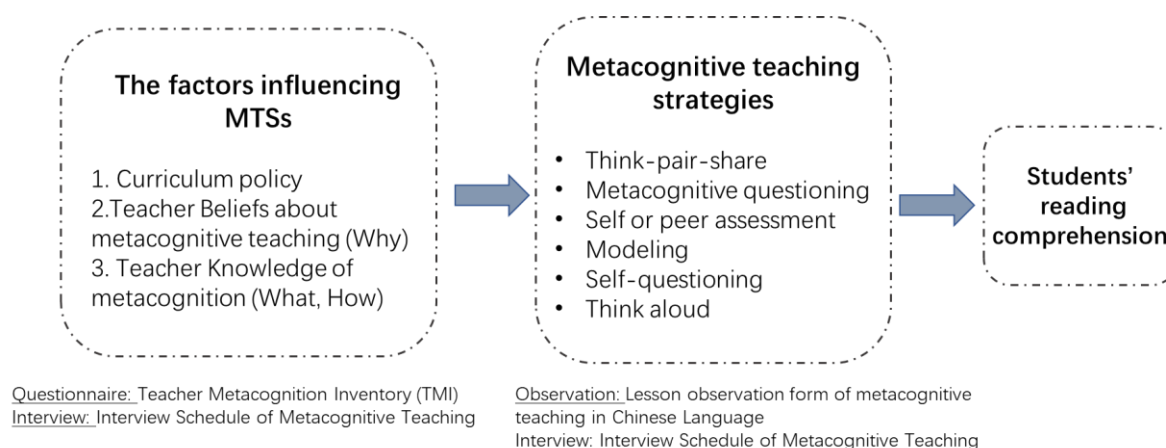 The factors influencing
MTSs
1. Curriculum policy
2.Teacher Beliefs about
metacognitive teaching (Why)
3. Teacher Knowledge of
metacognition (What, How)
Questionnaire: Teacher Metacognition Inventory (TMI)
Interview: Interview Schedule of Metacognitive Teaching
Metacognitive teaching
strategies
• Think-pair-share
• Metacognitive questioning
• Self or peer assessment
• Modeling
• Self-questioning
• Think aloud
Observation: Lesson observation form of metacognitive
teaching in Chinese Language
Interview: Interview Schedule of Metacognitive Teaching
Students’
reading
comprehension